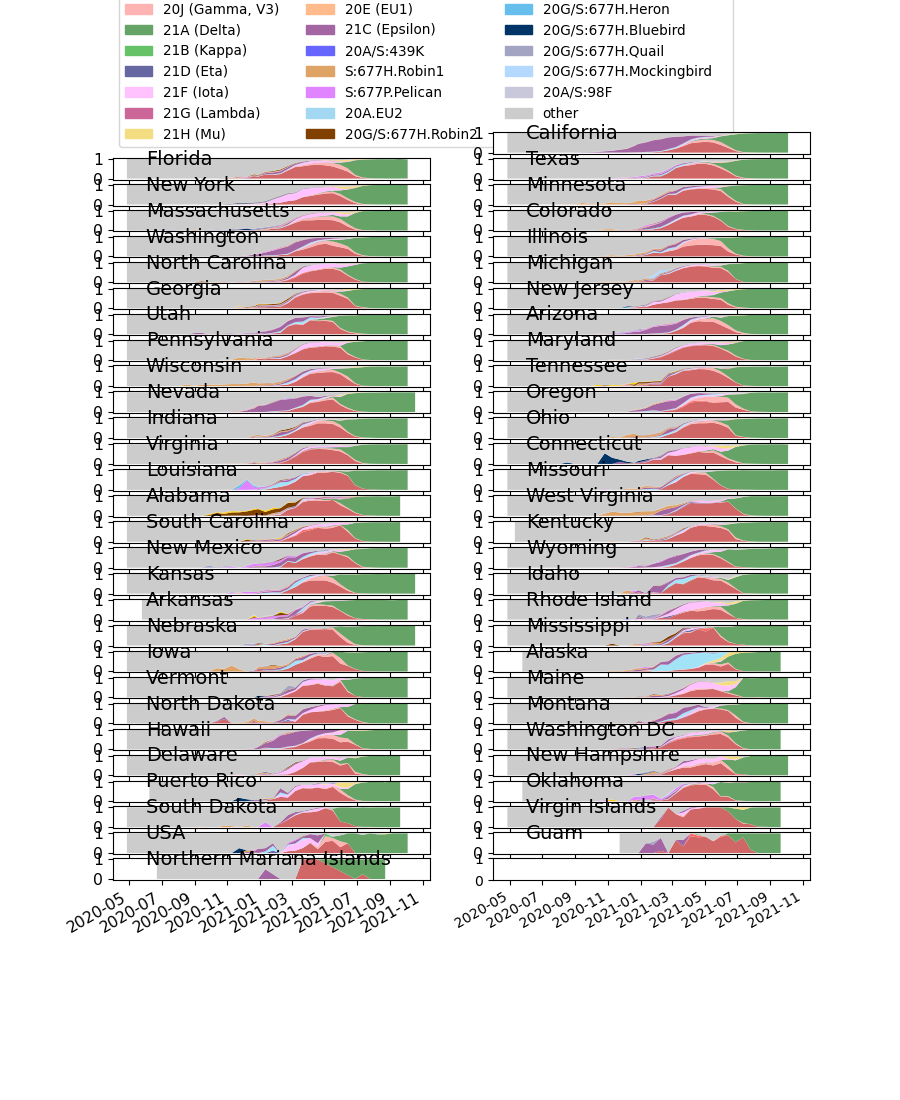 20J (Gamma, V3)
20E (EU1)
20G/S:677H.Heron
21A (Delta)
21C (Epsilon)
20G/S:677H.Bluebird
21B (Kappa)
20A/S:439K
20G/S:677H.Quail
21D (Eta)
S:677H.Robin1
20G/S:677H.Mockingbird
21F (Iota)
S:677P.Pelican
20A/S:98F
21G (Lambda)
20A.EU2
other
21H (Mu)
20G/S:677H.Robin2
California
Florida
Texas
New York
Minnesota
Massachusetts
Colorado
Washington
Illinois
North Carolina
Michigan
Georgia
New Jersey
Utah
Arizona
Pennsylvania
Maryland
Wisconsin
Tennessee
Nevada
Oregon
Indiana
Ohio
Virginia
Connecticut
Louisiana
Missouri
Alabama
West Virginia
South Carolina
Kentucky
New Mexico
Wyoming
Kansas
Idaho
Arkansas
Rhode Island
Nebraska
Mississippi
Iowa
Alaska
Vermont
Maine
North Dakota
Montana
Hawaii
Washington DC
Delaware
New Hampshire
Puerto Rico
Oklahoma
South Dakota
Virgin Islands
USA
Guam
Northern Mariana Islands
1
0
2020-05 2020-07 2020-09 2020-11 2021-01 2021-03 2021-05 2021-07 2021-09 2021-11
2020-05 2020-07 2020-09 2020-11 2021-01 2021-03 2021-05 2021-07 2021-09 2021-11